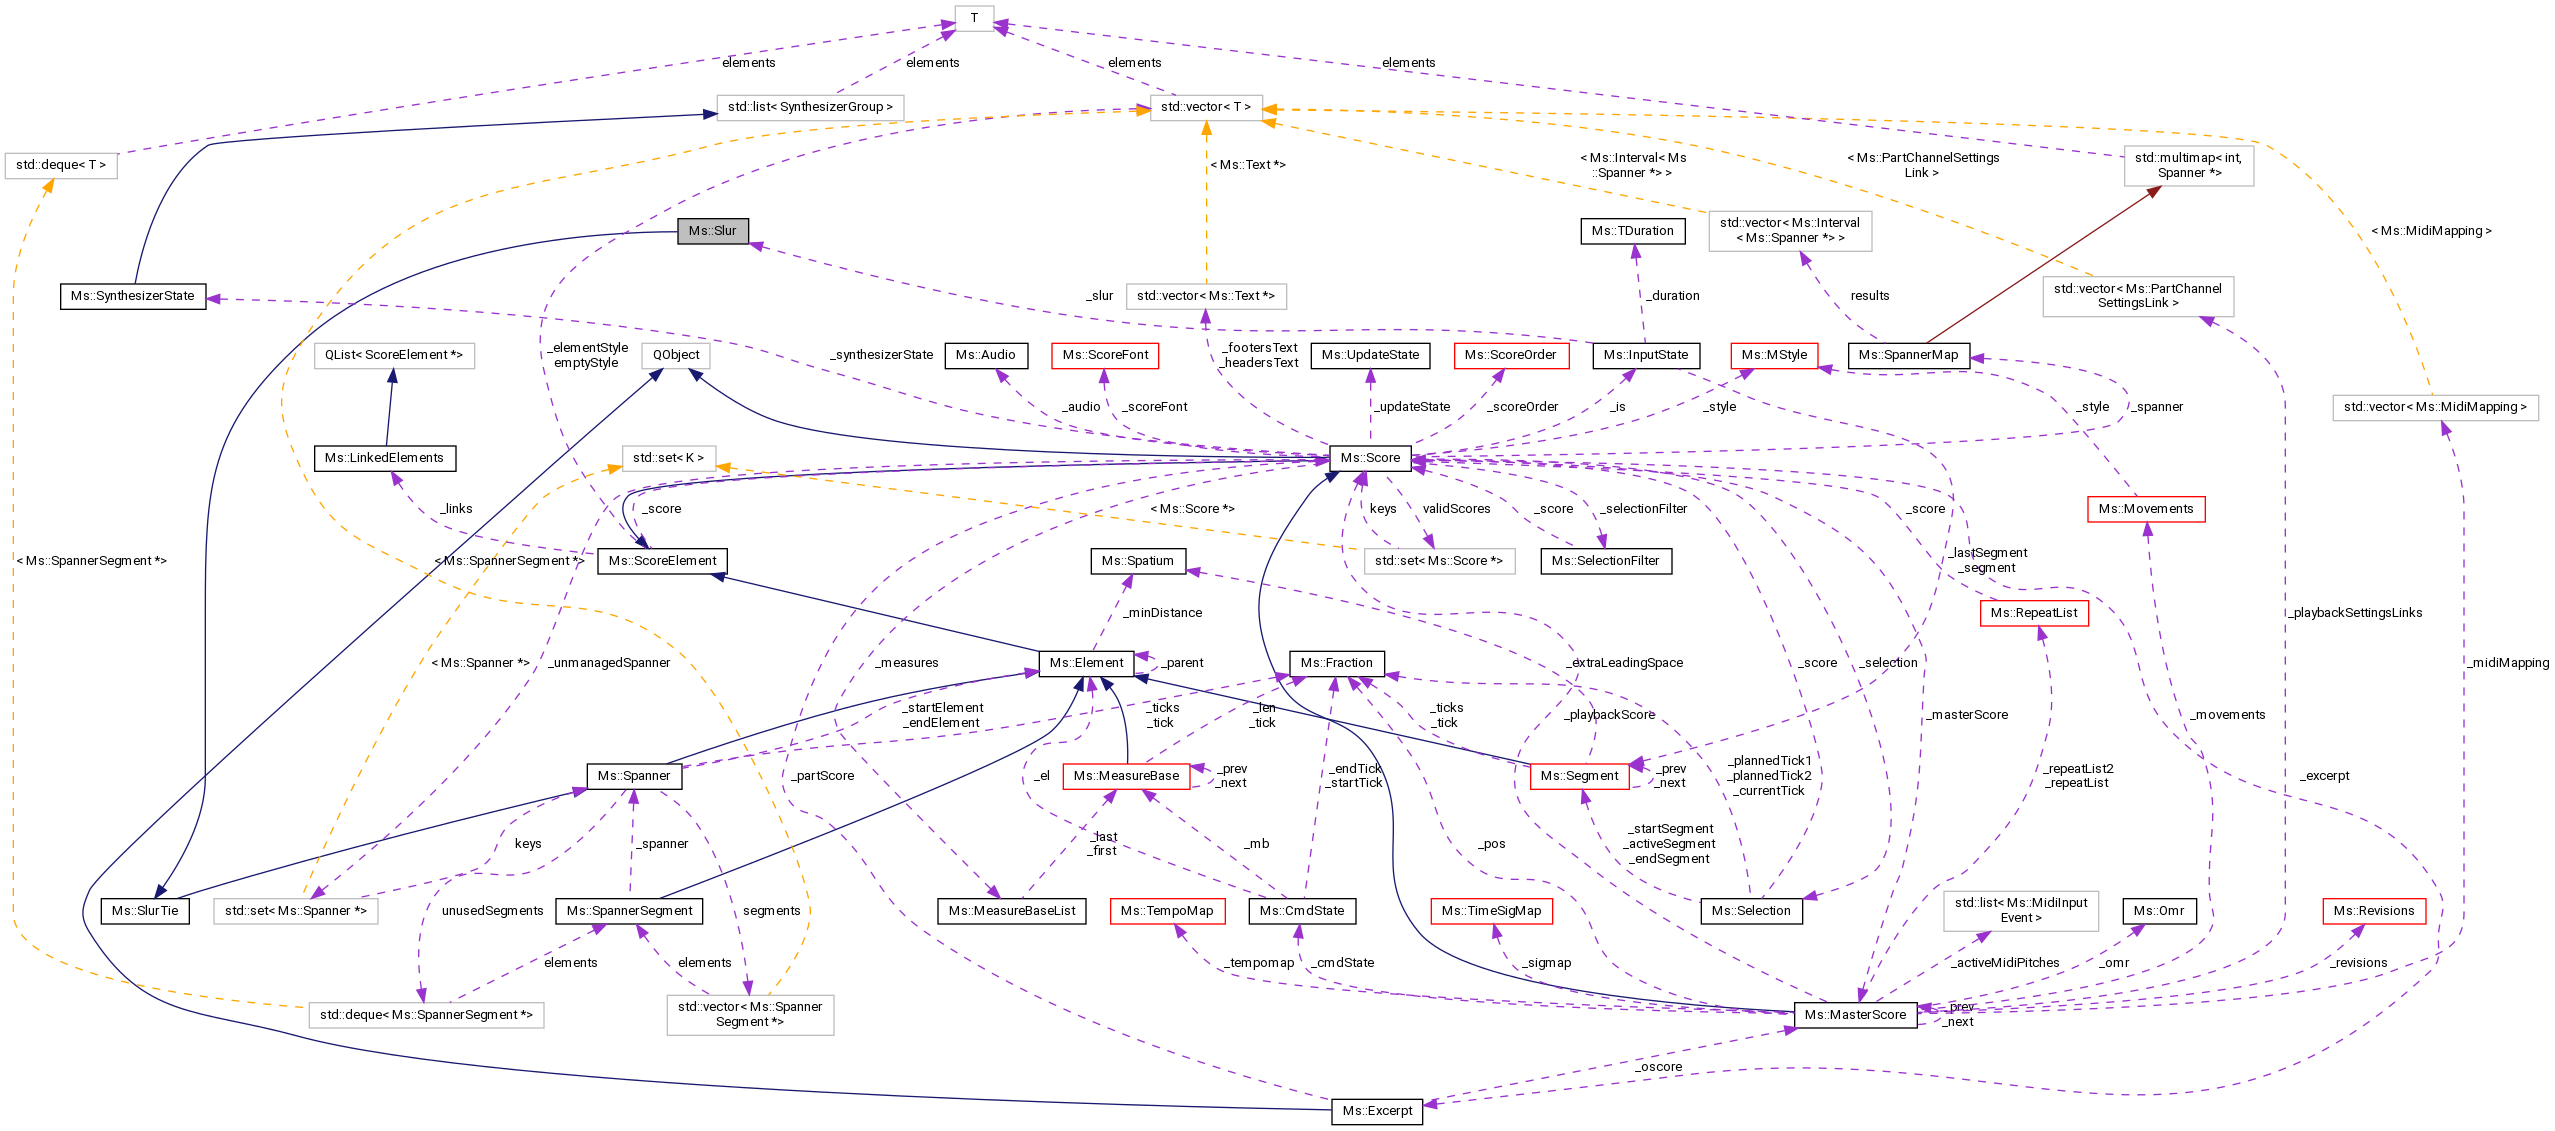 T
elements
elements
elements
elements
std::list< SynthesizerGroup >
std::vector< T >
std::deque< T >
< Ms::Text *>
< Ms::Interval< Ms
::Spanner *> >
< Ms::PartChannelSettings
Link >
std::multimap< int,
Spanner *>
Ms::Slur
Ms::TDuration
std::vector< Ms::Interval
< Ms::Spanner *> >
< Ms::MidiMapping >
Ms::SynthesizerState
_slur
std::vector< Ms::Text *>
_duration
results
std::vector< Ms::PartChannel
SettingsLink >
QList< ScoreElement *>
_elementStyle
emptyStyle
QObject
_synthesizerState
Ms::Audio
Ms::ScoreFont
_footersText
_headersText
Ms::UpdateState
Ms::ScoreOrder
Ms::InputState
Ms::MStyle
Ms::SpannerMap
_audio
_scoreFont
_updateState
_scoreOrder
_is
_style
_style
_spanner
std::vector< Ms::MidiMapping >
Ms::LinkedElements
std::set< K >
Ms::Score
_links
_score
< Ms::Score *>
keys
validScores
_score
_selectionFilter
_score
Ms::Movements
< Ms::SpannerSegment *>
< Ms::SpannerSegment *>
Ms::ScoreElement
Ms::Spatium
std::set< Ms::Score *>
Ms::SelectionFilter
_lastSegment
_segment
_minDistance
Ms::RepeatList
_playbackSettingsLinks
< Ms::Spanner *>
_unmanagedSpanner
_measures
Ms::Element
_parent
Ms::Fraction
_extraLeadingSpace
_score
_selection
_midiMapping
_startElement
_endElement
_ticks
_tick
_len
_tick
_ticks
_tick
_playbackScore
_masterScore
_movements
Ms::Spanner
_partScore
_el
Ms::MeasureBase
_prev
_next
_endTick
_startTick
Ms::Segment
_prev
_next
_plannedTick1
_plannedTick2
_currentTick
_repeatList2
_repeatList
_excerpt
keys
_spanner
_last
_first
_mb
_pos
_startSegment
_activeSegment
_endSegment
Ms::SlurTie
std::set< Ms::Spanner *>
unusedSegments
Ms::SpannerSegment
segments
Ms::MeasureBaseList
Ms::TempoMap
Ms::CmdState
Ms::TimeSigMap
Ms::Selection
std::list< Ms::MidiInput
Event >
Ms::Omr
Ms::Revisions
elements
elements
_tempomap
_cmdState
_sigmap
_activeMidiPitches
_omr
_revisions
std::deque< Ms::SpannerSegment *>
std::vector< Ms::Spanner
Segment *>
Ms::MasterScore
_prev
_next
_oscore
Ms::Excerpt